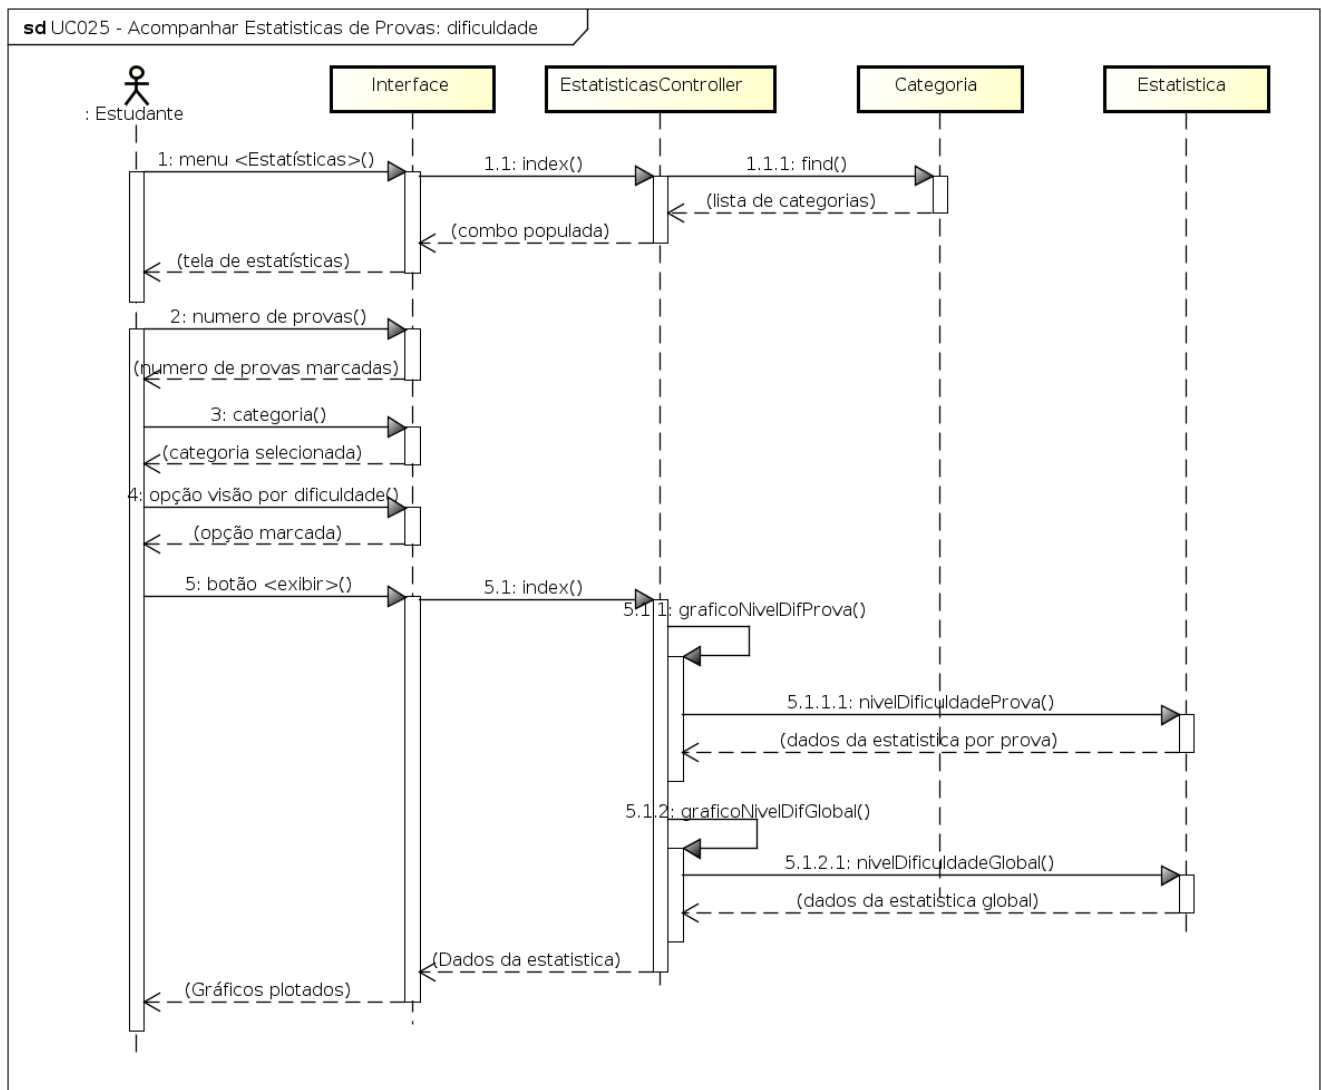 sd UC025 - Acompanhar Estatisticas de Provas: dificuldade
: Estudante
Interface
EstatisticasController
Categoria
Estatistica
1: menu <Estatísticas>()
1.1: index()
1.1.1: find()
(lista de categorias)
(combo populada)
(tela de estatísticas)
2: numero de provas()
(numero de provas marcadas)
3: categoria()
(categoria selecionada)
4: opção visão por dificuldade()
(opção marcada)
5: botão <exibir>()
5.1: index()
5.1.1: graficoNivelDifProva()
5.1.1.1: nivelDificuldadeProva()
(dados da estatistica por prova)
5.1.2: graficoNivelDifGlobal()
5.1.2.1: nivelDificuldadeGlobal()
(dados da estatistica global)
(Dados da estatistica)
(Gráficos plotados)